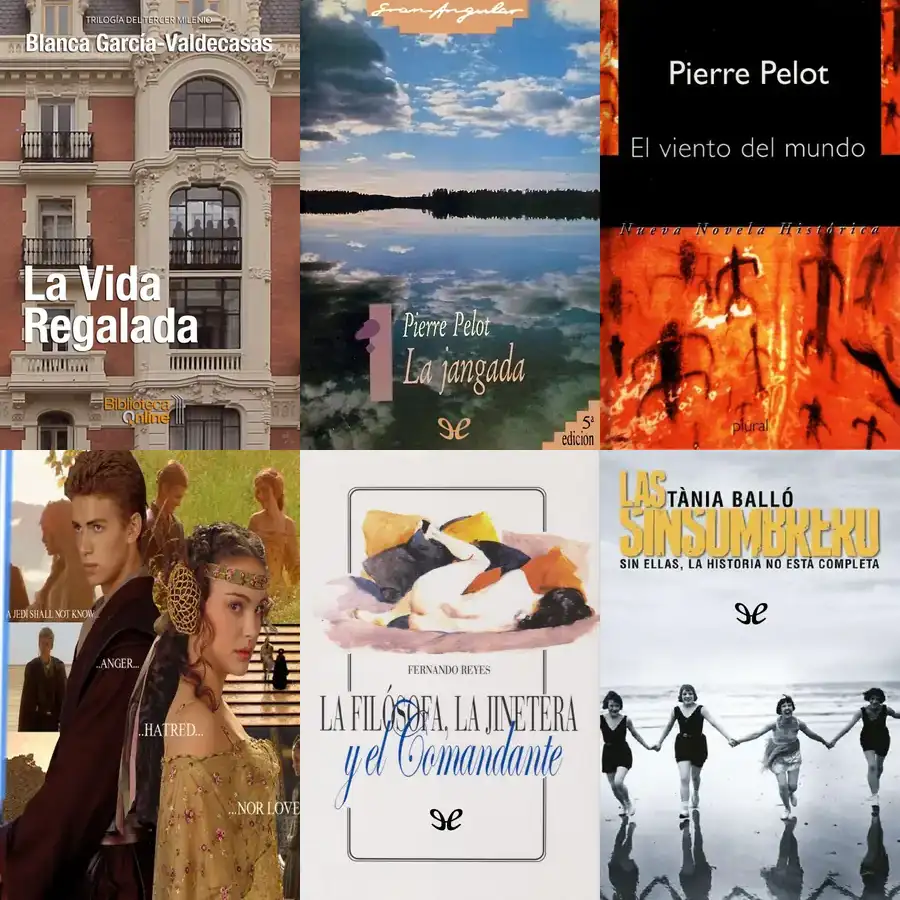 TRILOGÍA DEL TERCER MILENIO
Blanca García-Valdecasas
La Vida
Regalada
Biblioteca
Online
Gran Angular
Pierre Pelot
La jangada
5ª
edicion
Pierre Pelot
El viento del mundo
Nueva Novela Histórica
plural
A JEDI SHALL NOT KNOW...
..ANGER...
..HATRED...
...NOR LOVE
FERNANDO REYES
LA FILÓSOFA, LA JINETERA
y el Comandante
LAS
TÀNIA BALLÓ
SINSOMBRERO
SIN ELLAS, LA HISTORIA NO ESTÁ COMPLETA